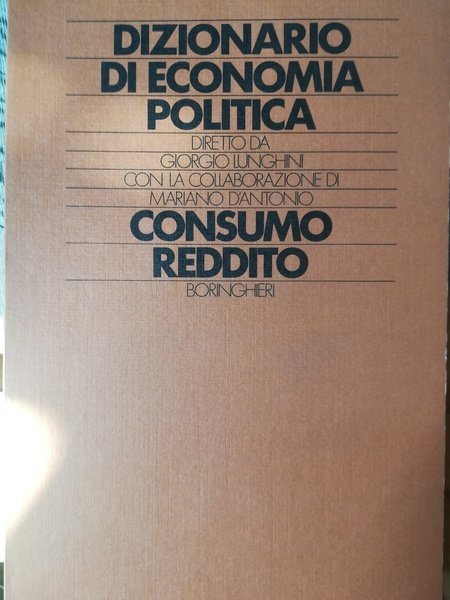 DIZIONARIO
DI ECONOMIA
POLITICA
DIRETTO DA
GIORGIO LUNGHINI
CON LA COLLABORAZIONE DI
MARIANO D'ANTONIO
CONSUMO
REDDITO
BORINGHIERI